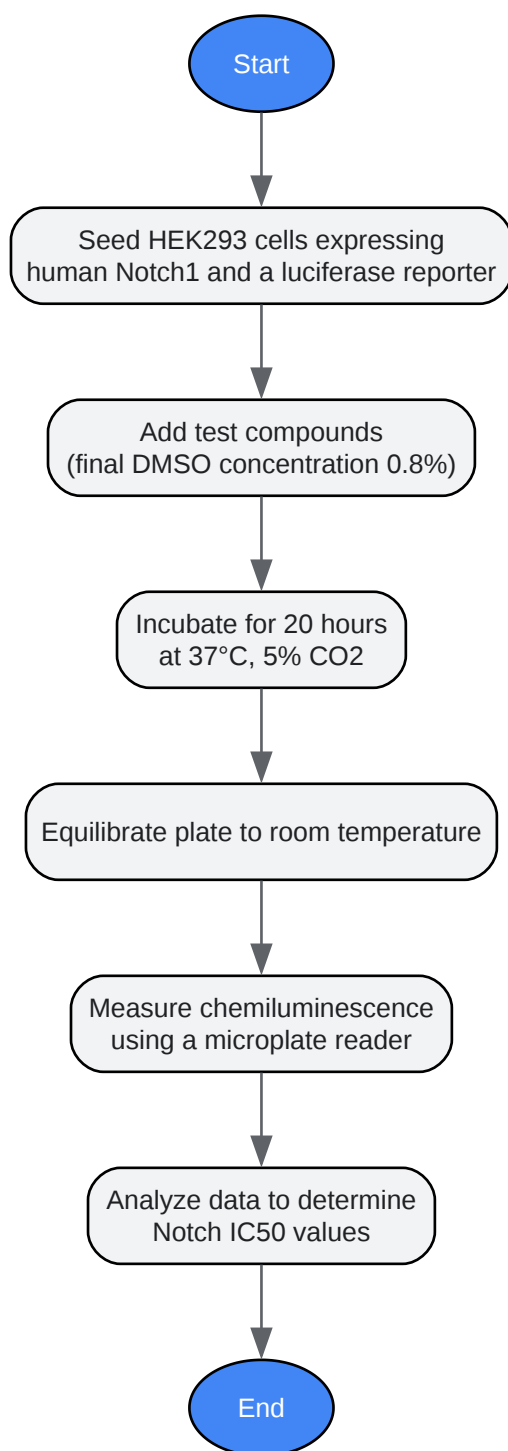 Start
Seed HEK293 cells expressing
human Notch1 and a luciferase reporter
Add test compounds
(final DMSO concentration 0.8%)
Incubate for 20 hours
at 37°C, 5% CO2
Equilibrate plate to room temperature
Measure chemiluminescence
using a microplate reader
Analyze data to determine
Notch IC50 values
End